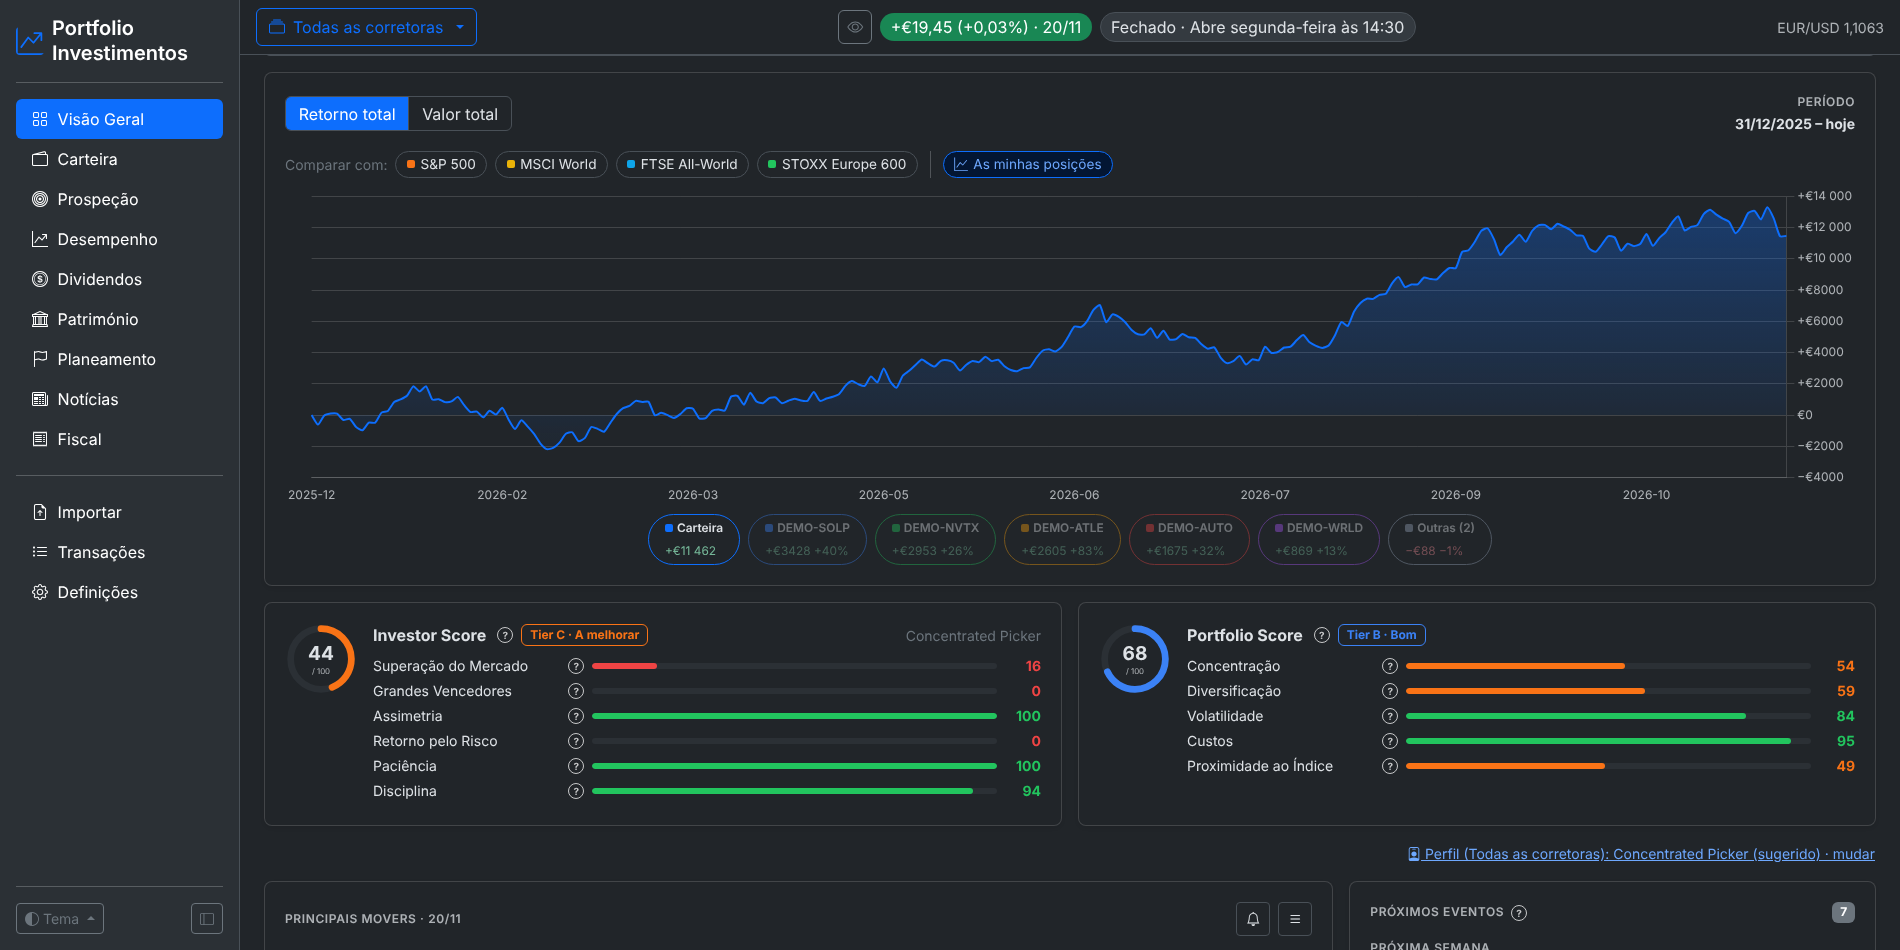 Portfolio
Investimentos
Visão Geral
Carteira
Prospeção
Desempenho
Dividendos
Património
Planeamento
Notícias
Fiscal
Importar
Transações
Definições
Tema
Todas as corretoras
+€19,45 (+0,03%) · 20/11
Fechado · Abre segunda-feira às 14:30
EUR/USD 1,1063
Retorno total
Valor total
PERÍODO
31/12/2025 – hoje
Comparar com:
S&P 500
MSCI World
FTSE All-World
STOXX Europe 600
As minhas posições
+€14 000
+€12 000
+€10 000
+€8000
+€6000
+€4000
+€2000
€0
−€2000
−€4000
2025-12
2026-02
2026-03
2026-05
2026-06
2026-07
2026-09
2026-10
Carteira
+€11 462
DEMO-SOLP
+€3428 +40%
DEMO-NVTX
+€2953 +26%
DEMO-ATLE
+€2605 +83%
DEMO-AUTO
+€1675 +32%
DEMO-WRLD
+€869 +13%
Outras (2)
−€88 −1%
44
/ 100
Investor Score ? Tier C · A melhorar
Concentrated Picker
Superação do Mercado ? 16
Grandes Vencedores ? 0
Assimetria ? 100
Retorno pelo Risco ? 0
Paciência ? 100
Disciplina ? 94
68
/ 100
Portfolio Score ? Tier B · Bom
Concentração ? 54
Diversificação ? 59
Volatilidade ? 84
Custos ? 95
Proximidade ao Índice ? 49
Perfil (Todas as corretoras): Concentrated Picker (sugerido) · mudar
PRINCIPAIS MOVERS · 20/11
PRÓXIMOS EVENTOS ?
7
PRÓXIMA SEMANA